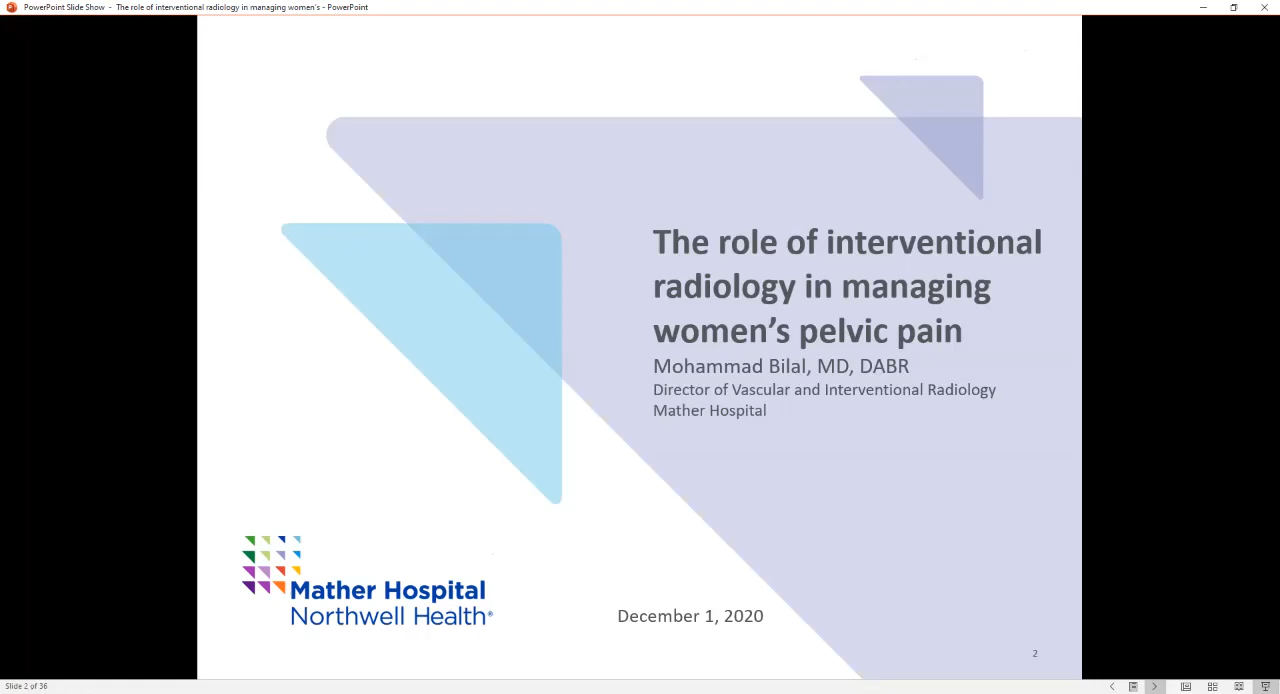 PowerPoint Slide Show - The role of interventional radiology in managing women's - PowerPoint
The role of interventional
radiology in managing
women’s pelvic pain
Mohammad Bilal, MD, DABR
Director of Vascular and Interventional Radiology
Mather Hospital
Mather Hospital
Northwell Health®
December 1, 2020
2
Slide 2 of 36